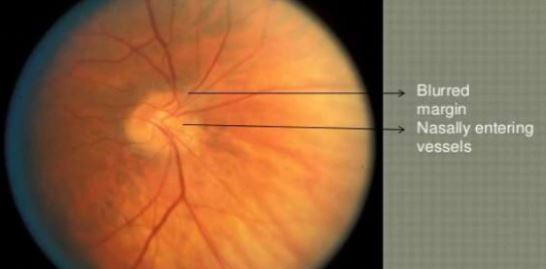 Blurred
margin
Nasally entering
vessels